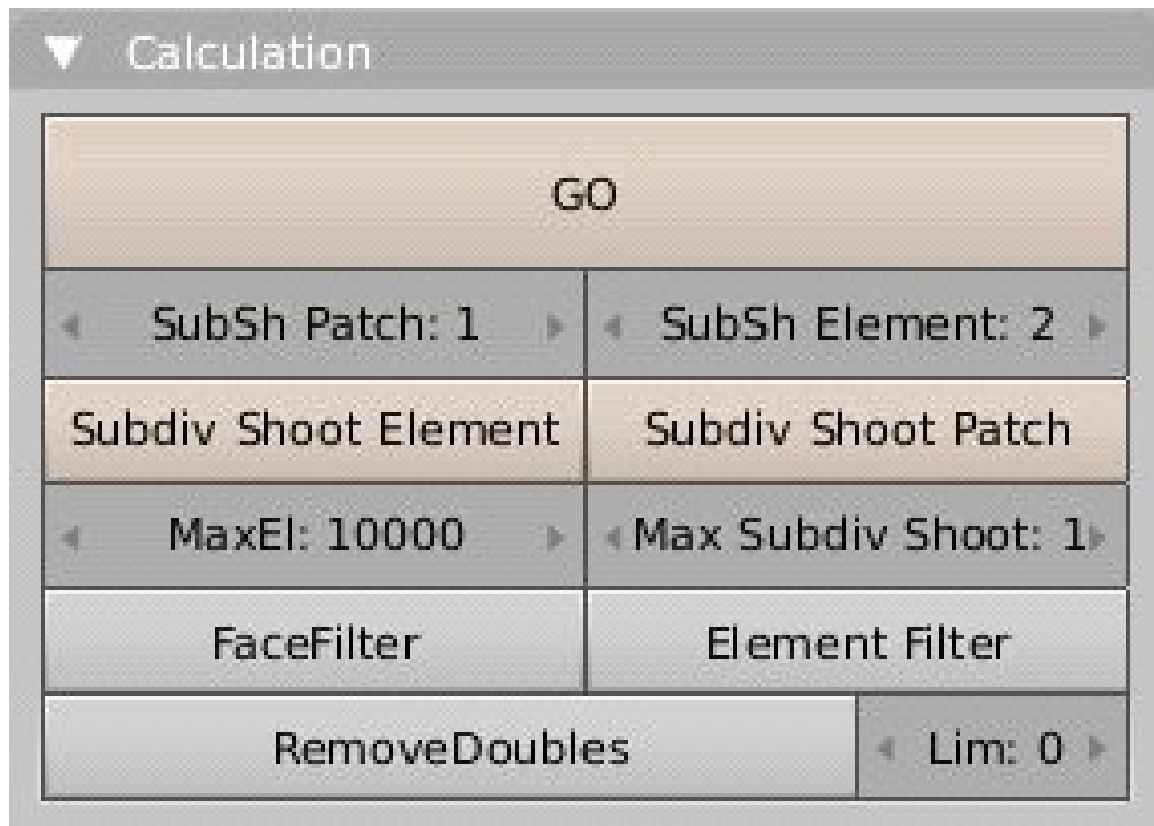 Calculation
GO
SubSh Patch: 1
SubSh Element: 2
Subdiv Shoot Element
Subdiv Shoot Patch
MaxEl: 10000
Max Subdiv Shoot: 1
FaceFilter
Element Filter
RemoveDoubles
Lim: 0